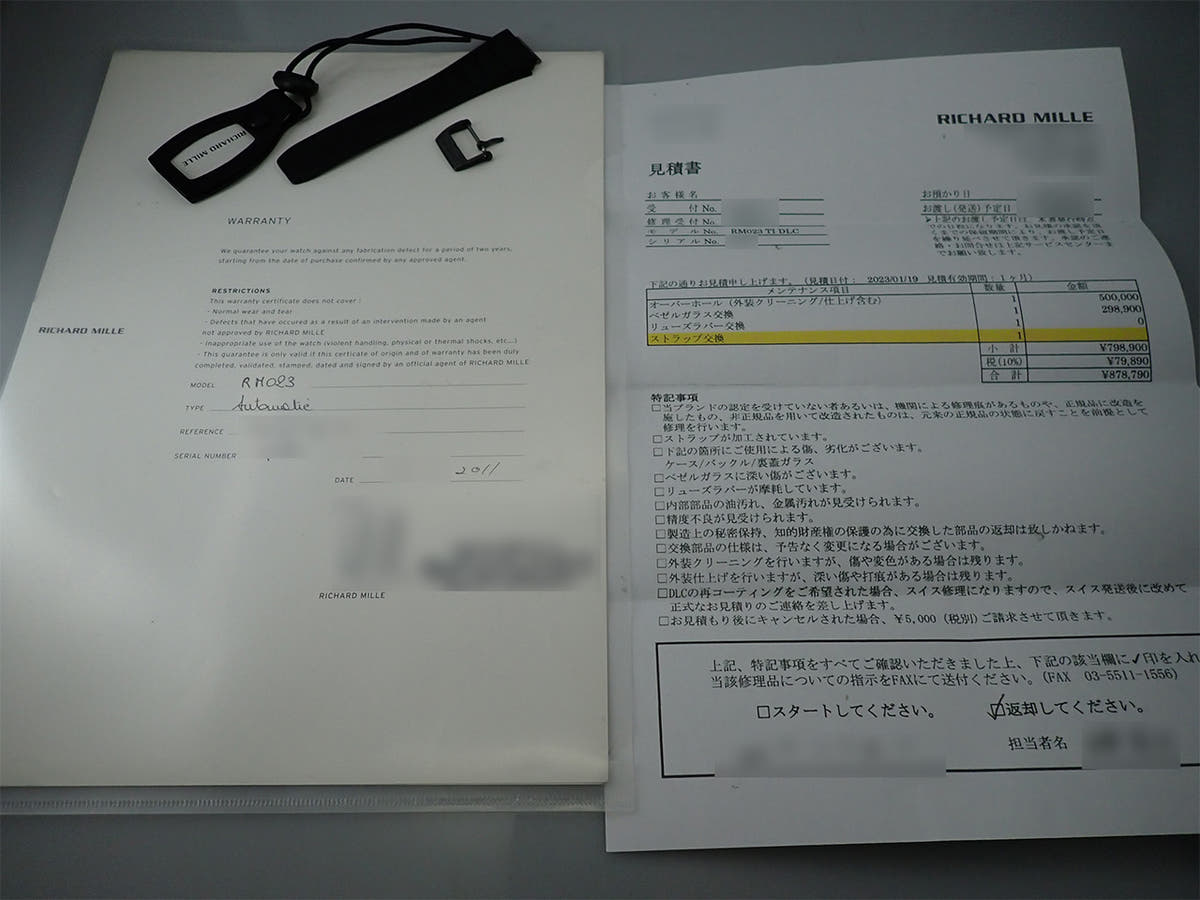 RICHARD MILLE
WARRANTY
We guarantee your watch against any fabrication defect for a period of two years,
starting from the date of purchase confirmed by any approved agent.
RESTRICTIONS
This warranty certificate does not cover :
- Normal wear and tear
- Defects that have occured as a result of an intervention made by an agent
not approved by RICHARD MILLE
- Inappropriate use of the watch (violent handling, physical or thermal shocks, etc,...)
- This guarantee is only valid if this certicate of origin and of warranty has been duly
completed, validated, stamped, dated and signed by an official agent of RICHARD MILLE
RICHARD MILLE
MODEL RM023
TYPE Automatic
REFERENCE
SERIAL NUMBER
DATE 2011
RICHARD MILLE
RICHARD MILLE
見積書
お客様名
受 付 No.
修理受付 No.
モ デ ル No. RM023 TI DLC
シリアル No.
お預かり日
お渡し(発送)予定日
下記の通りお見積申し上げます。 (見積日付: 2023/01/19 見積有効期間:1ヶ月)
メンテナンス項目 数量 金額
オーバーホール (外装クリーニング/仕上げ含む) 1 500,000
ベゼルガラス交換 1 298,900
リューズラバー交換 1 0
ストラップ交換 1
小 計 ¥798,900
税(10%) ¥79,890
合 計 ¥878,790
特記事項
□当ブランドの認定を受けていない者あるいは、機関による修理痕があるものや、正規品に改造を
施したもの、非正規品を用いて改造されたものは、元来の正規品の状態に戻すことを前提として
修理を行います。
□ストラップが加工されています。
□下記の箇所にご使用による傷、劣化がございます。
ケース/バックル/裏蓋ガラス
□ベゼルガラスに深い傷がございます。
□リューズラバーが摩耗しています。
□内部部品の油汚れ、金属汚れが見受けられます。
□精度不良が見受けられます。
□製造上の秘密保持、知的財産権の保護の為に交換した部品の返却は致しかねます。
□交換部品の仕様は、予告なく変更になる場合がございます。
□外装クリーニングを行いますが、傷や変色がある場合は残ります。
□外装仕上げを行いますが、深い傷や打痕がある場合は残ります。
□DLCの再コーティングをご希望された場合、スイス修理になりますので、スイス発送後に改めて
正式なお見積りのご連絡を差し上げます。
□お見積もり後にキャンセルされた場合、¥5,000 (税別) ご請求させて頂きます。
上記、特記事項をすべてご確認いただきました上、下記の該当欄に✓印を入れ
当該修理品についての指示をFAXにて送付ください。(FAX 03-5511-1556)
□スタートしてください。 ☑返却してください。
担当者名